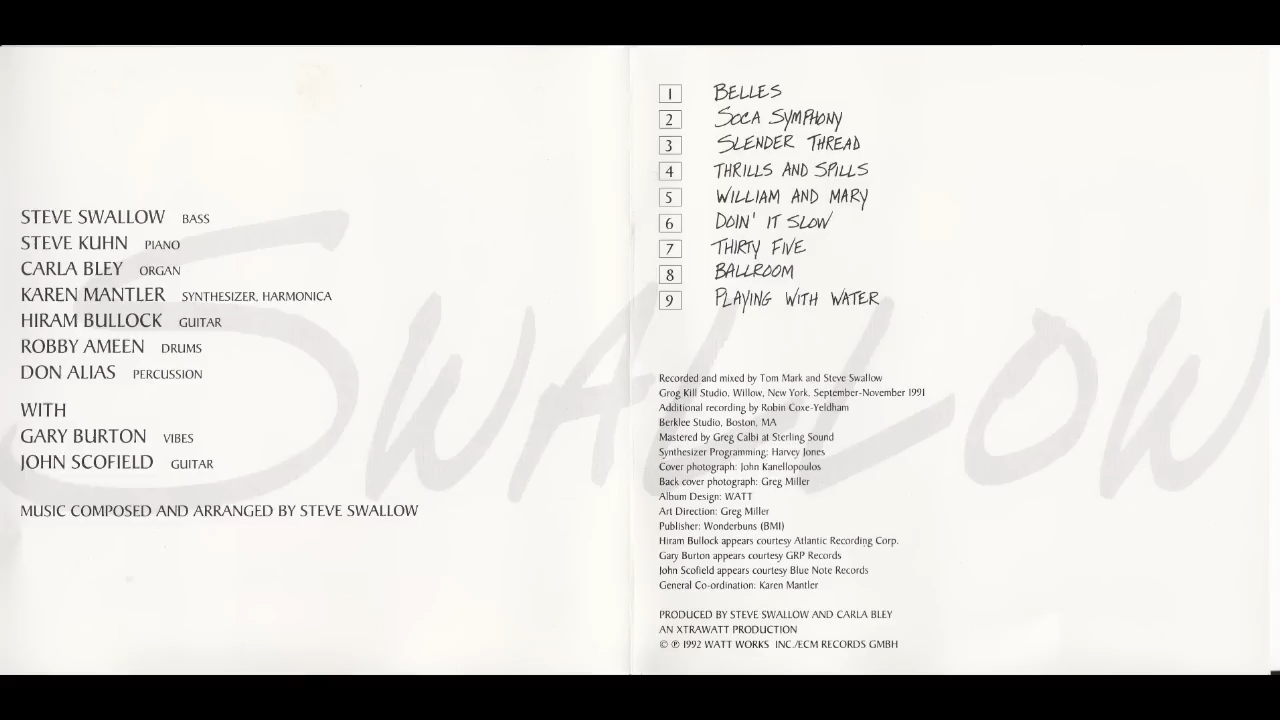 STEVE SWALLOW BASS
STEVE KUHN PIANO
CARLA BLEY ORGAN
KAREN MANTLER SYNTHESIZER, HARMONICA
HIRAM BULLOCK GUITAR
ROBBY AMEEN DRUMS
DON ALIAS PERCUSSION
WITH
GARY BURTON VIBES
JOHN SCOFIELD GUITAR
MUSIC COMPOSED AND ARRANGED BY STEVE SWALLOW
SWALLOW
1 BELLES
2 SOCA SYMPHONY
3 SLENDER THREAD
4 THRILLS AND SPILLS
5 WILLIAM AND MARY
6 DOIN' IT SLOW
7 THIRTY FIVE
8 BALLROOM
9 PLAYING WITH WATER
Recorded and mixed by Tom Mark and Steve Swallow
Grog Kill Studio, Willow, New York, September-November 1991
Additional recording by Robin Coxe-Yeldham
Berklee Studio, Boston, MA
Mastered by Greg Calbi at Sterling Sound
Synthesizer Programming: Harvey Jones
Cover photograph: John Kanellopoulos
Back cover photograph: Greg Miller
Album Design: WATT
Art Direction: Greg Miller
Publisher: Wonderbuns (BMI)
Hiram Bullock appears courtesy Atlantic Recording Corp.
Gary Burton appears courtesy GRP Records
John Scofield appears courtesy Blue Note Records
General Co-ordination: Karen Mantler
PRODUCED BY STEVE SWALLOW AND CARLA BLEY
AN XTRAWATT PRODUCTION
© ℗ 1992 WATT WORKS INC./ECM RECORDS GMBH